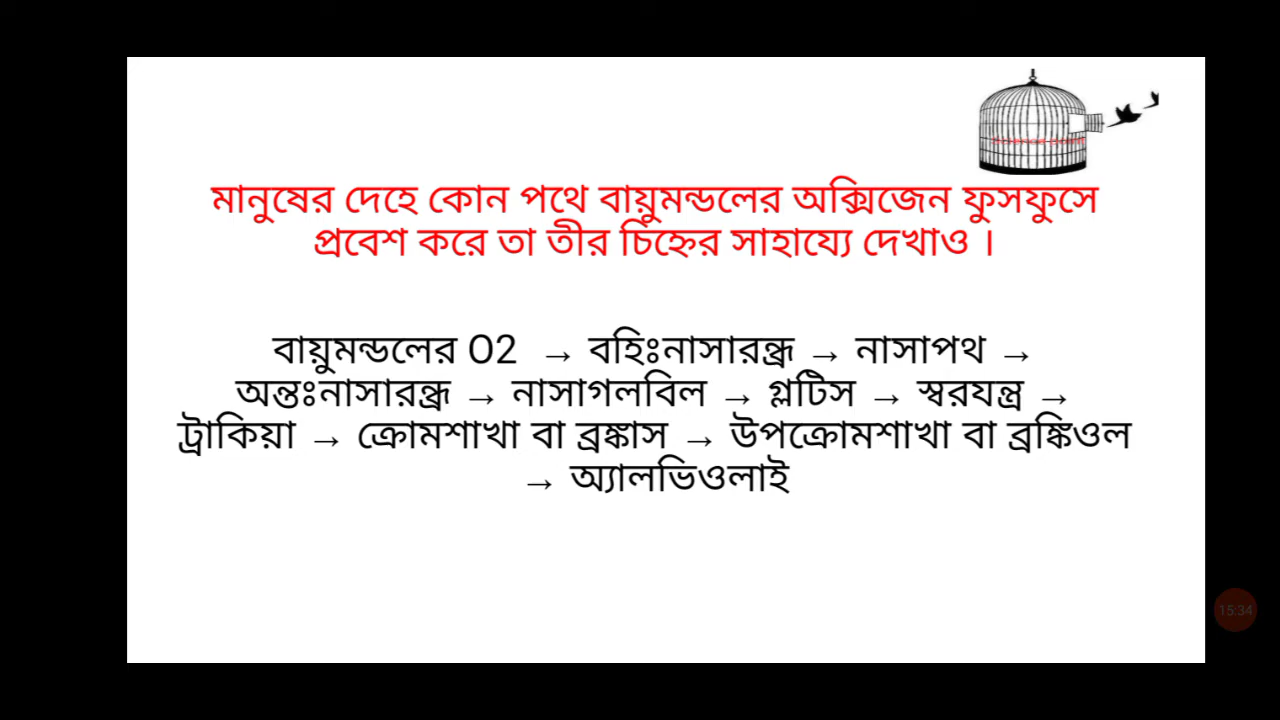 মানুষের দেহে কোন পথে বায়ুমন্ডলের অক্সিজেন ফুসফুসে
প্রবেশ করে তা তীর চিহ্নের সাহায্যে দেখাও ।
বায়ুমন্ডলের O2 → বহিঃনাসারন্ধ্র → নাসাপথ →
অন্তঃনাসারন্ধ্র → নাসাগলবিল → গ্লটিস → স্বরযন্ত্র →
ট্রাকিয়া → ক্রোমশাখা বা ব্রঙ্কাস → উপক্রোমশাখা বা ব্রঙ্কিওল
→ অ্যালভিওলাই
15:34